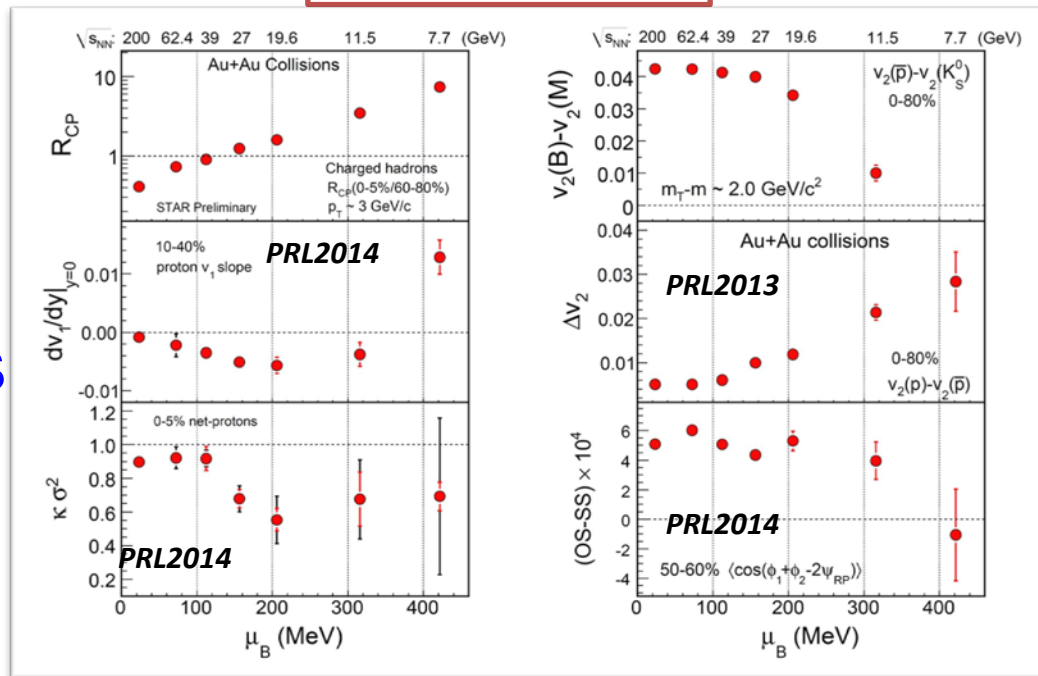 √sNN: 200 62.4 39 27 19.6 11.5 7.7 (GeV)
Au+Au Collisions
10
1
RCP
Charged hadrons
RCP(0-5%/60-80%)
pT ~ 3 GeV/c
STAR Preliminary
10-40%
proton v1 slope
PRL2014
0.01
0.00
-0.01
dv1/dy|y=0
S
0-5% net-protons
1.2
1.0
0.8
0.6
0.4
0.2
κ σ²
PRL2014
0 100 200 300 400
μB (MeV)
√sNN: 200 62.4 39 27 19.6 11.5 7.7 (GeV)
0.04
0.03
0.02
0.01
0
v2(B)-v2(M)
v2(p̅)-v2(K⁰S)
0-80%
mT-m ~ 2.0 GeV/c²
Au+Au collisions
PRL2013
0.04
0.03
0.02
0.01
Δv2
0-80%
v2(p)-v2(p̅)
6
4
2
0
-2
-4
(OS-SS) × 10⁴
PRL2014
50-60% ⟨cos(ϕ1+ϕ2-2ψRP)⟩
0 100 200 300 400
μB (MeV)